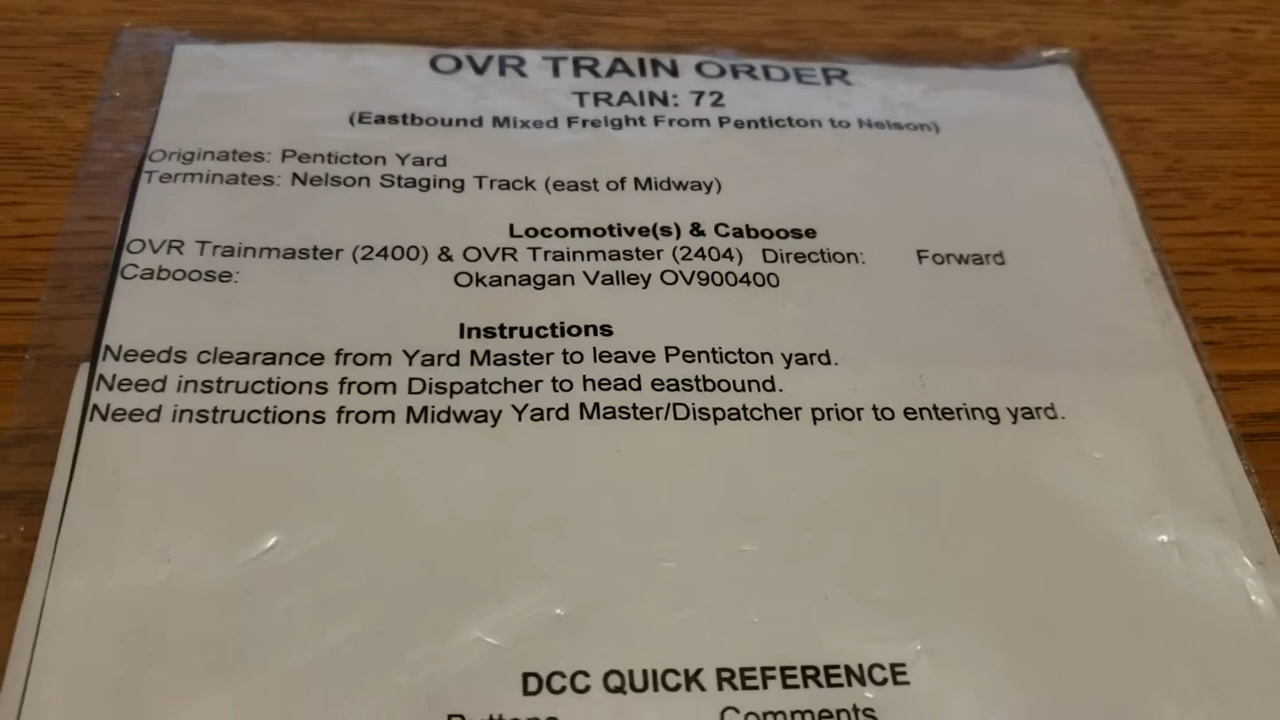 OVR TRAIN ORDER
TRAIN: 72
(Eastbound Mixed Freight From Penticton to Nelson)
Originates: Penticton Yard
Terminates: Nelson Staging Track (east of Midway)
Locomotive(s) & Caboose
OVR Trainmaster (2400) & OVR Trainmaster (2404) Direction: Forward
Caboose: Okanagan Valley OV900400
Instructions
Needs clearance from Yard Master to leave Penticton yard.
Need instructions from Dispatcher to head eastbound.
Need instructions from Midway Yard Master/Dispatcher prior to entering yard.
DCC QUICK REFERENCE
Buttons Comments